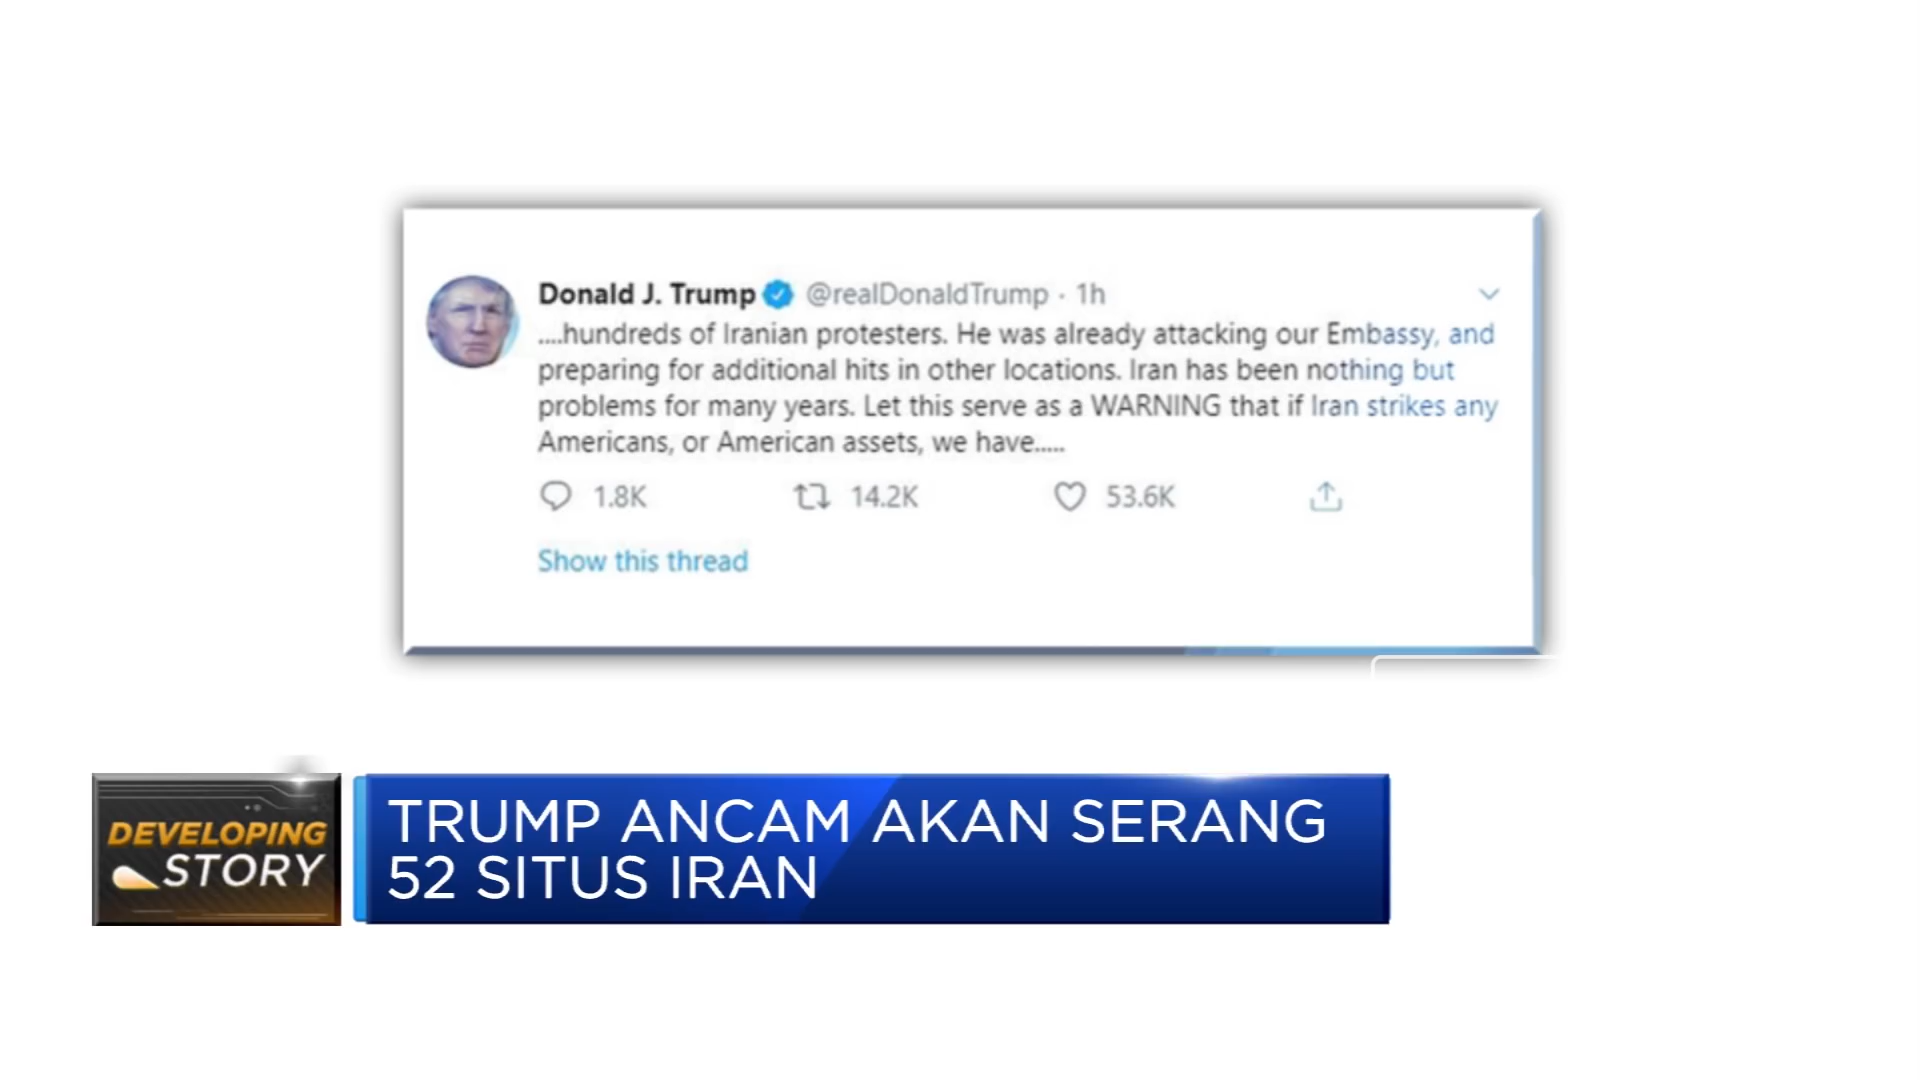 Donald J. Trump @realDonaldTrump · 1h
....hundreds of Iranian protesters. He was already attacking our Embassy, and
preparing for additional hits in other locations. Iran has been nothing but
problems for many years. Let this serve as a WARNING that if Iran strikes any
Americans, or American assets, we have.....
1.8K 14.2K 53.6K
Show this thread
DEVELOPING
STORY
TRUMP ANCAM AKAN SERANG
52 SITUS IRAN